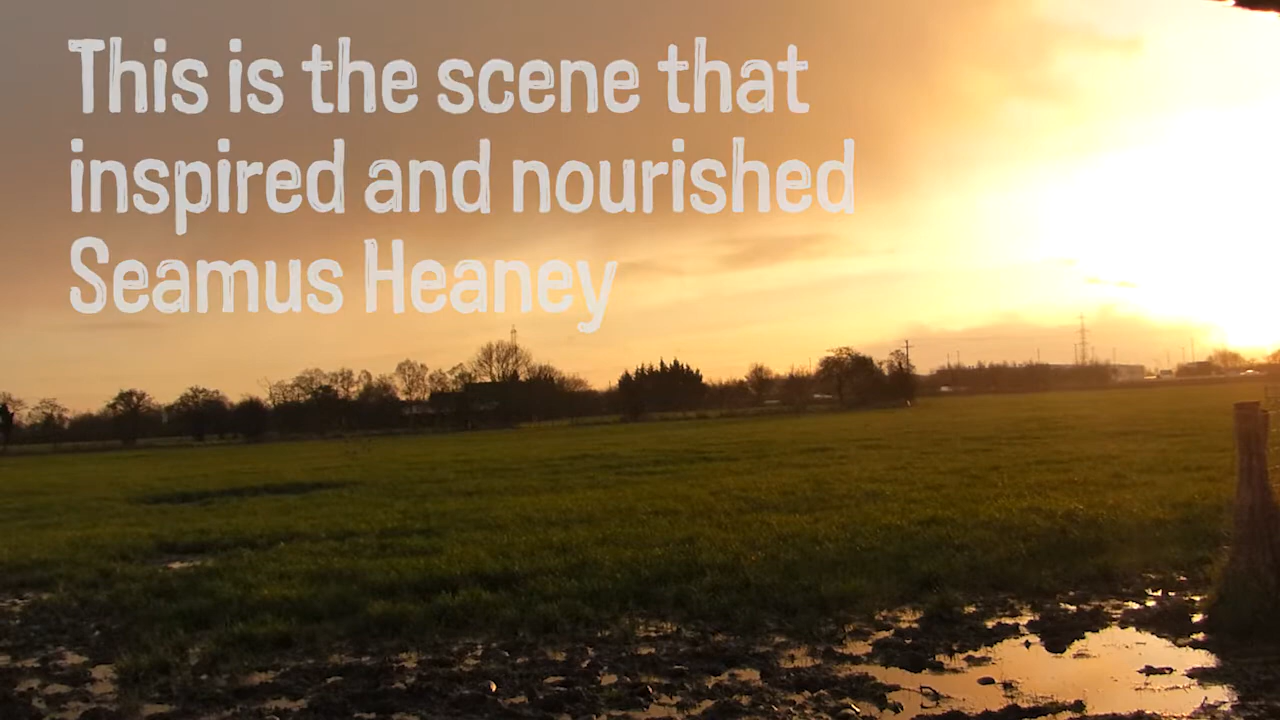 This is the scene that
inspired and nourished
Seamus Heaney